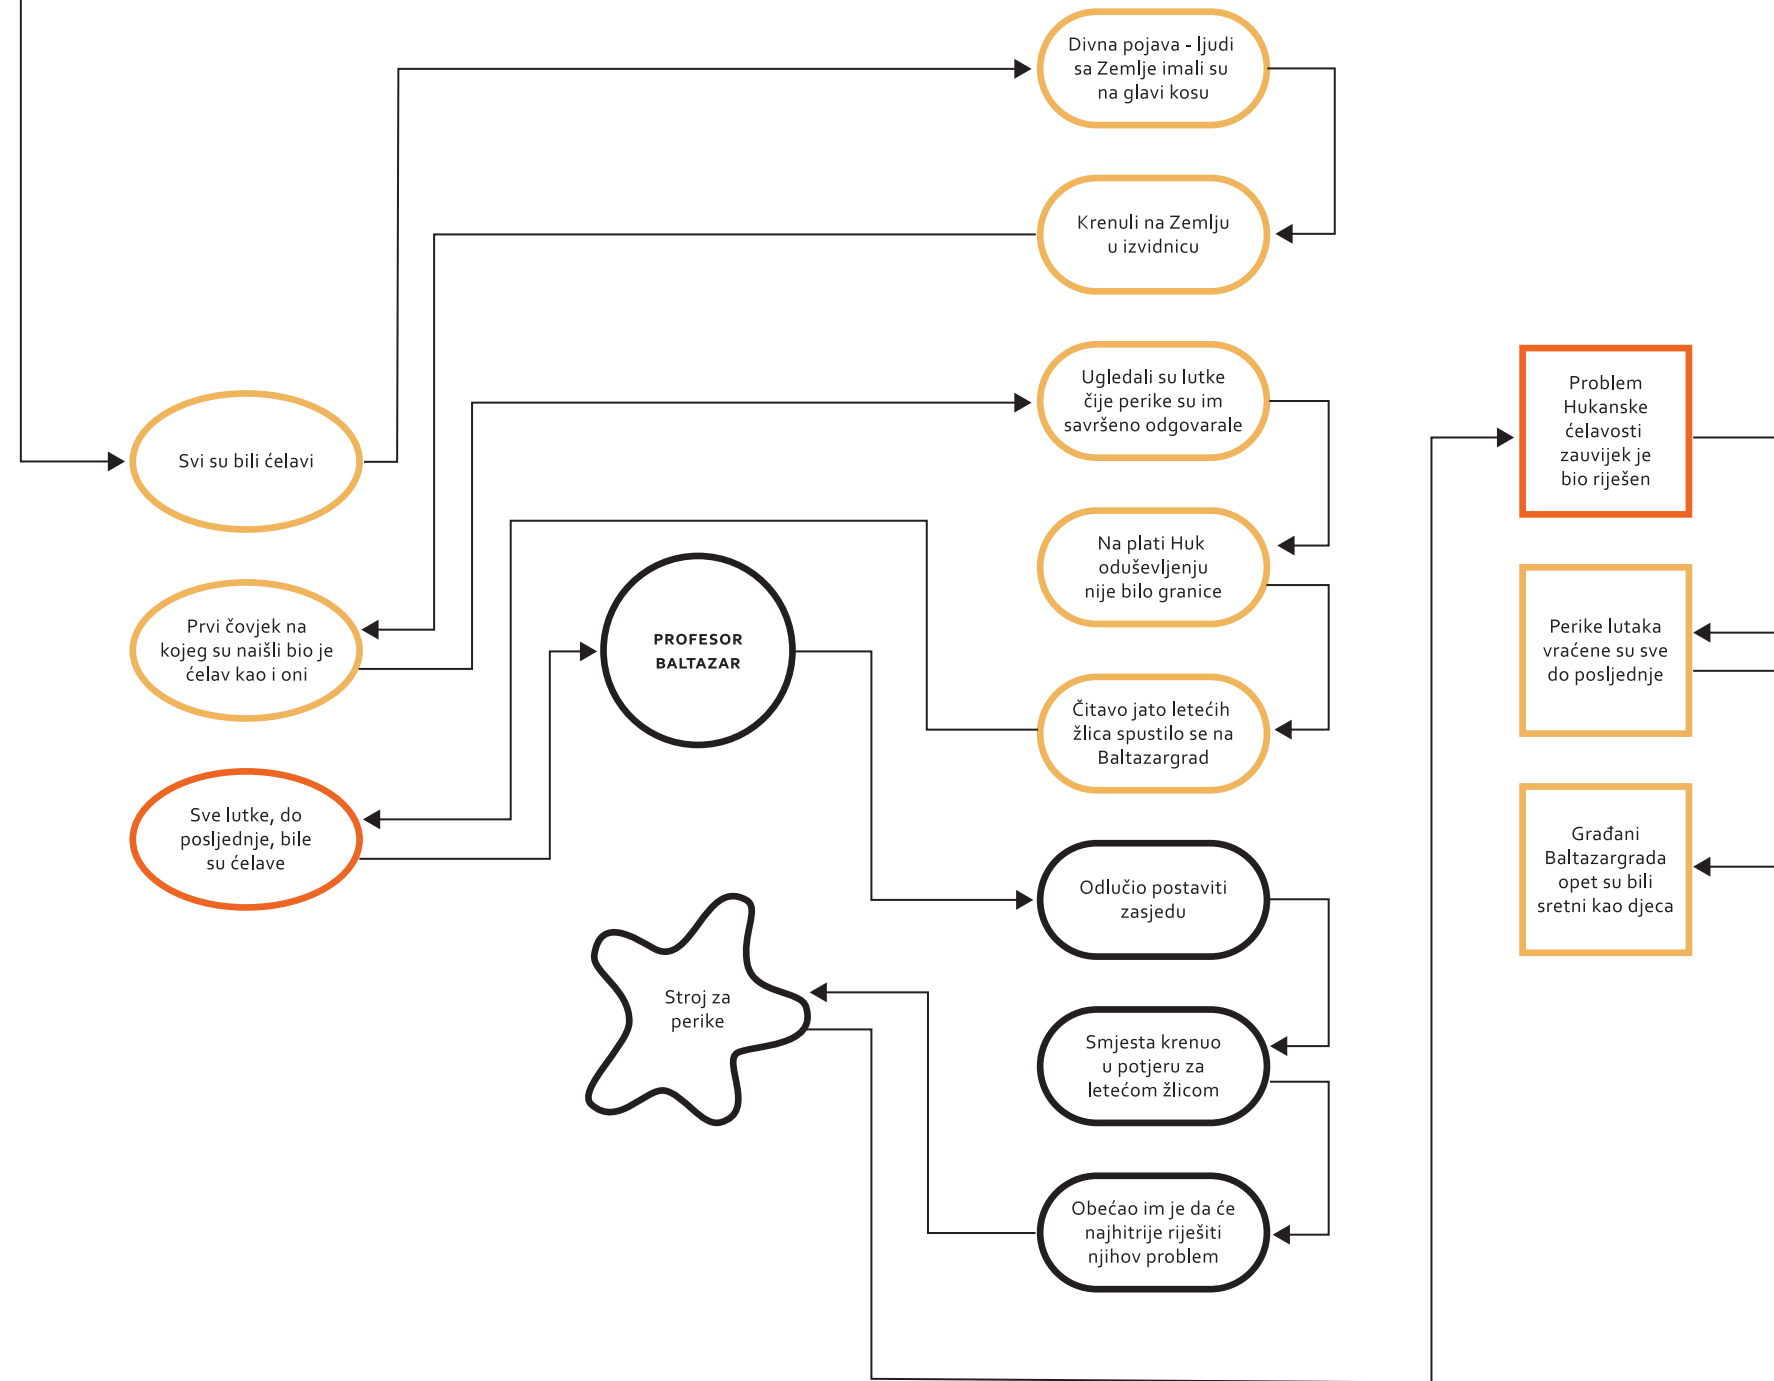 Divna pojava - ljudi
sa Zemlje imali su
na glavi kosu
Krenuli na Zemlju
u izvidnicu
Ugledali su lutke
čije perike su im
savršeno odgovarale
Problem
Hukanske
ćelavosti
zauvijek je
bio riješen
Svi su bili ćelavi
Na plati Huk
oduševljenju
nije bilo granice
Prvi čovjek na
kojeg su naišli bio je
ćelav kao i oni
PROFESOR
BALTAZAR
Perike lutaka
vraćene su sve
do posljednje
Čitavo jato letećih
žlica spustilo se na
Baltazargrad
Sve lutke, do
posljednje, bile
su ćelave
Građani
Baltazargrada
opet su bili
sretni kao djeca
Odlučio postaviti
zasjedu
Stroj za
perike
Smjesta krenuo
u potjeru za
letećom žlicom
Obećao im je da će
najhitrije riješiti
njihov problem